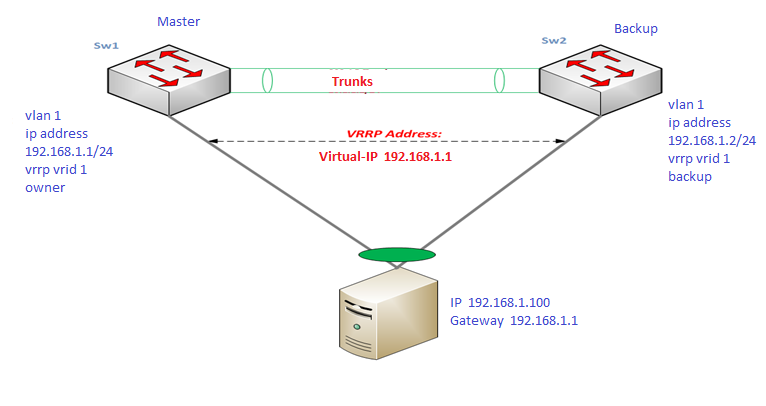 Master
Backup
Sw1
Sw2
Trunks
vlan 1
ip address
192.168.1.1/24
vrrp vrid 1
owner
VRRP Address:
Virtual-IP 192.168.1.1
vlan 1
ip address
192.168.1.2/24
vrrp vrid 1
backup
IP 192.168.1.100
Gateway 192.168.1.1